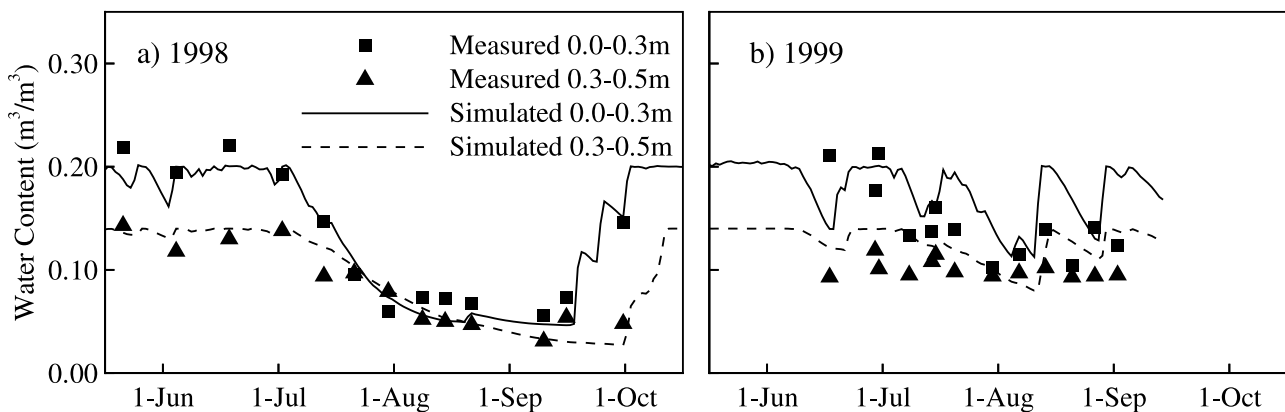 Water Content (m³/m³)
0.30
0.20
0.10
0.00
a) 1998
Measured 0.0-0.3m
Measured 0.3-0.5m
Simulated 0.0-0.3m
Simulated 0.3-0.5m
1-Jun 1-Jul 1-Aug 1-Sep 1-Oct
b) 1999
1-Jun 1-Jul 1-Aug 1-Sep 1-Oct